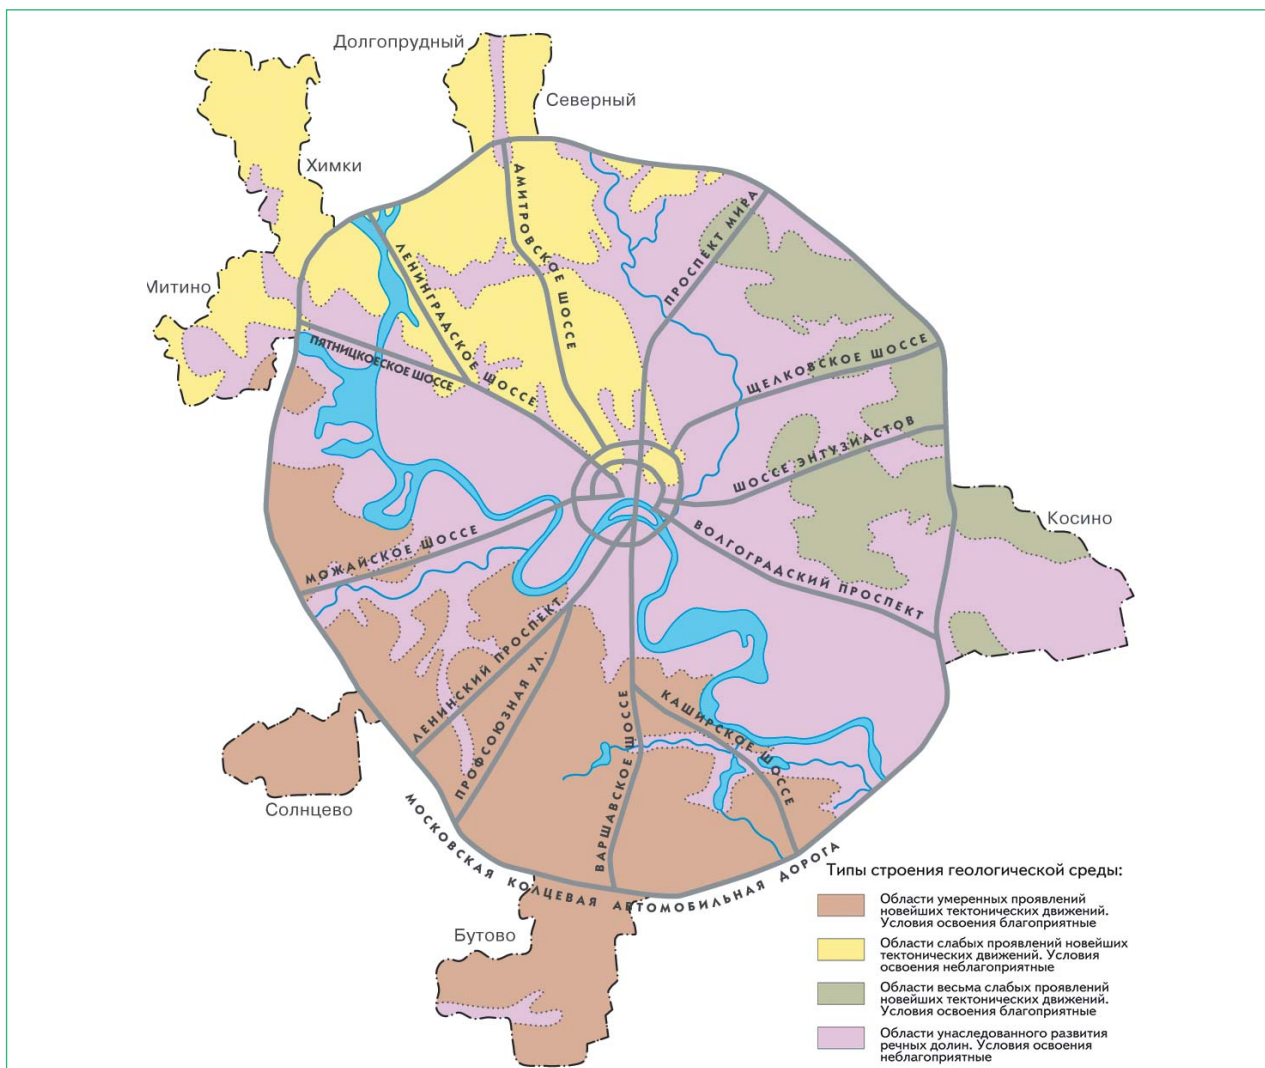 Долгопрудный
Северный
Химки
Митино
ДМИТРОВСКОЕ ШОССЕ
ПРОСПЕКТ МИРА
ЛЕНИНГРАДСКОЕ ШОССЕ
ПЯТНИЦКОЕСКОЕ ШОССЕ
ЩЕЛКОВСКОЕ ШОССЕ
ШОССЕ ЭНТУЗИАСТОВ
Косино
МОЖАЙСКОЕ ШОССЕ
ВОЛГОГРАДСКИЙ ПРОСПЕКТ
ЛЕНИНСКИЙ ПРОСПЕКТ
ПРОФСОЮЗНАЯ УЛ.
ВАРШАВСКОЕ ШОССЕ
КАШИРСКОЕ ШОССЕ
Солнцево
МОСКОВСКАЯ КОЛЦЕВАЯ АВТОМОБИЛЬНАЯ ДОРОГА
Бутово
Типы строения геологической среды:
Области умеренных проявлений
новейших тектонических движений.
Условия освоения благоприятные
Области слабых проявлений новейших
тектонических движений. Условия
освоения неблагоприятные
Области весьма слабых проявлений
новейших тектонических движений.
Условия освоения благоприятные
Области унаследованного развития
речных долин. Условия освоения
неблагоприятные